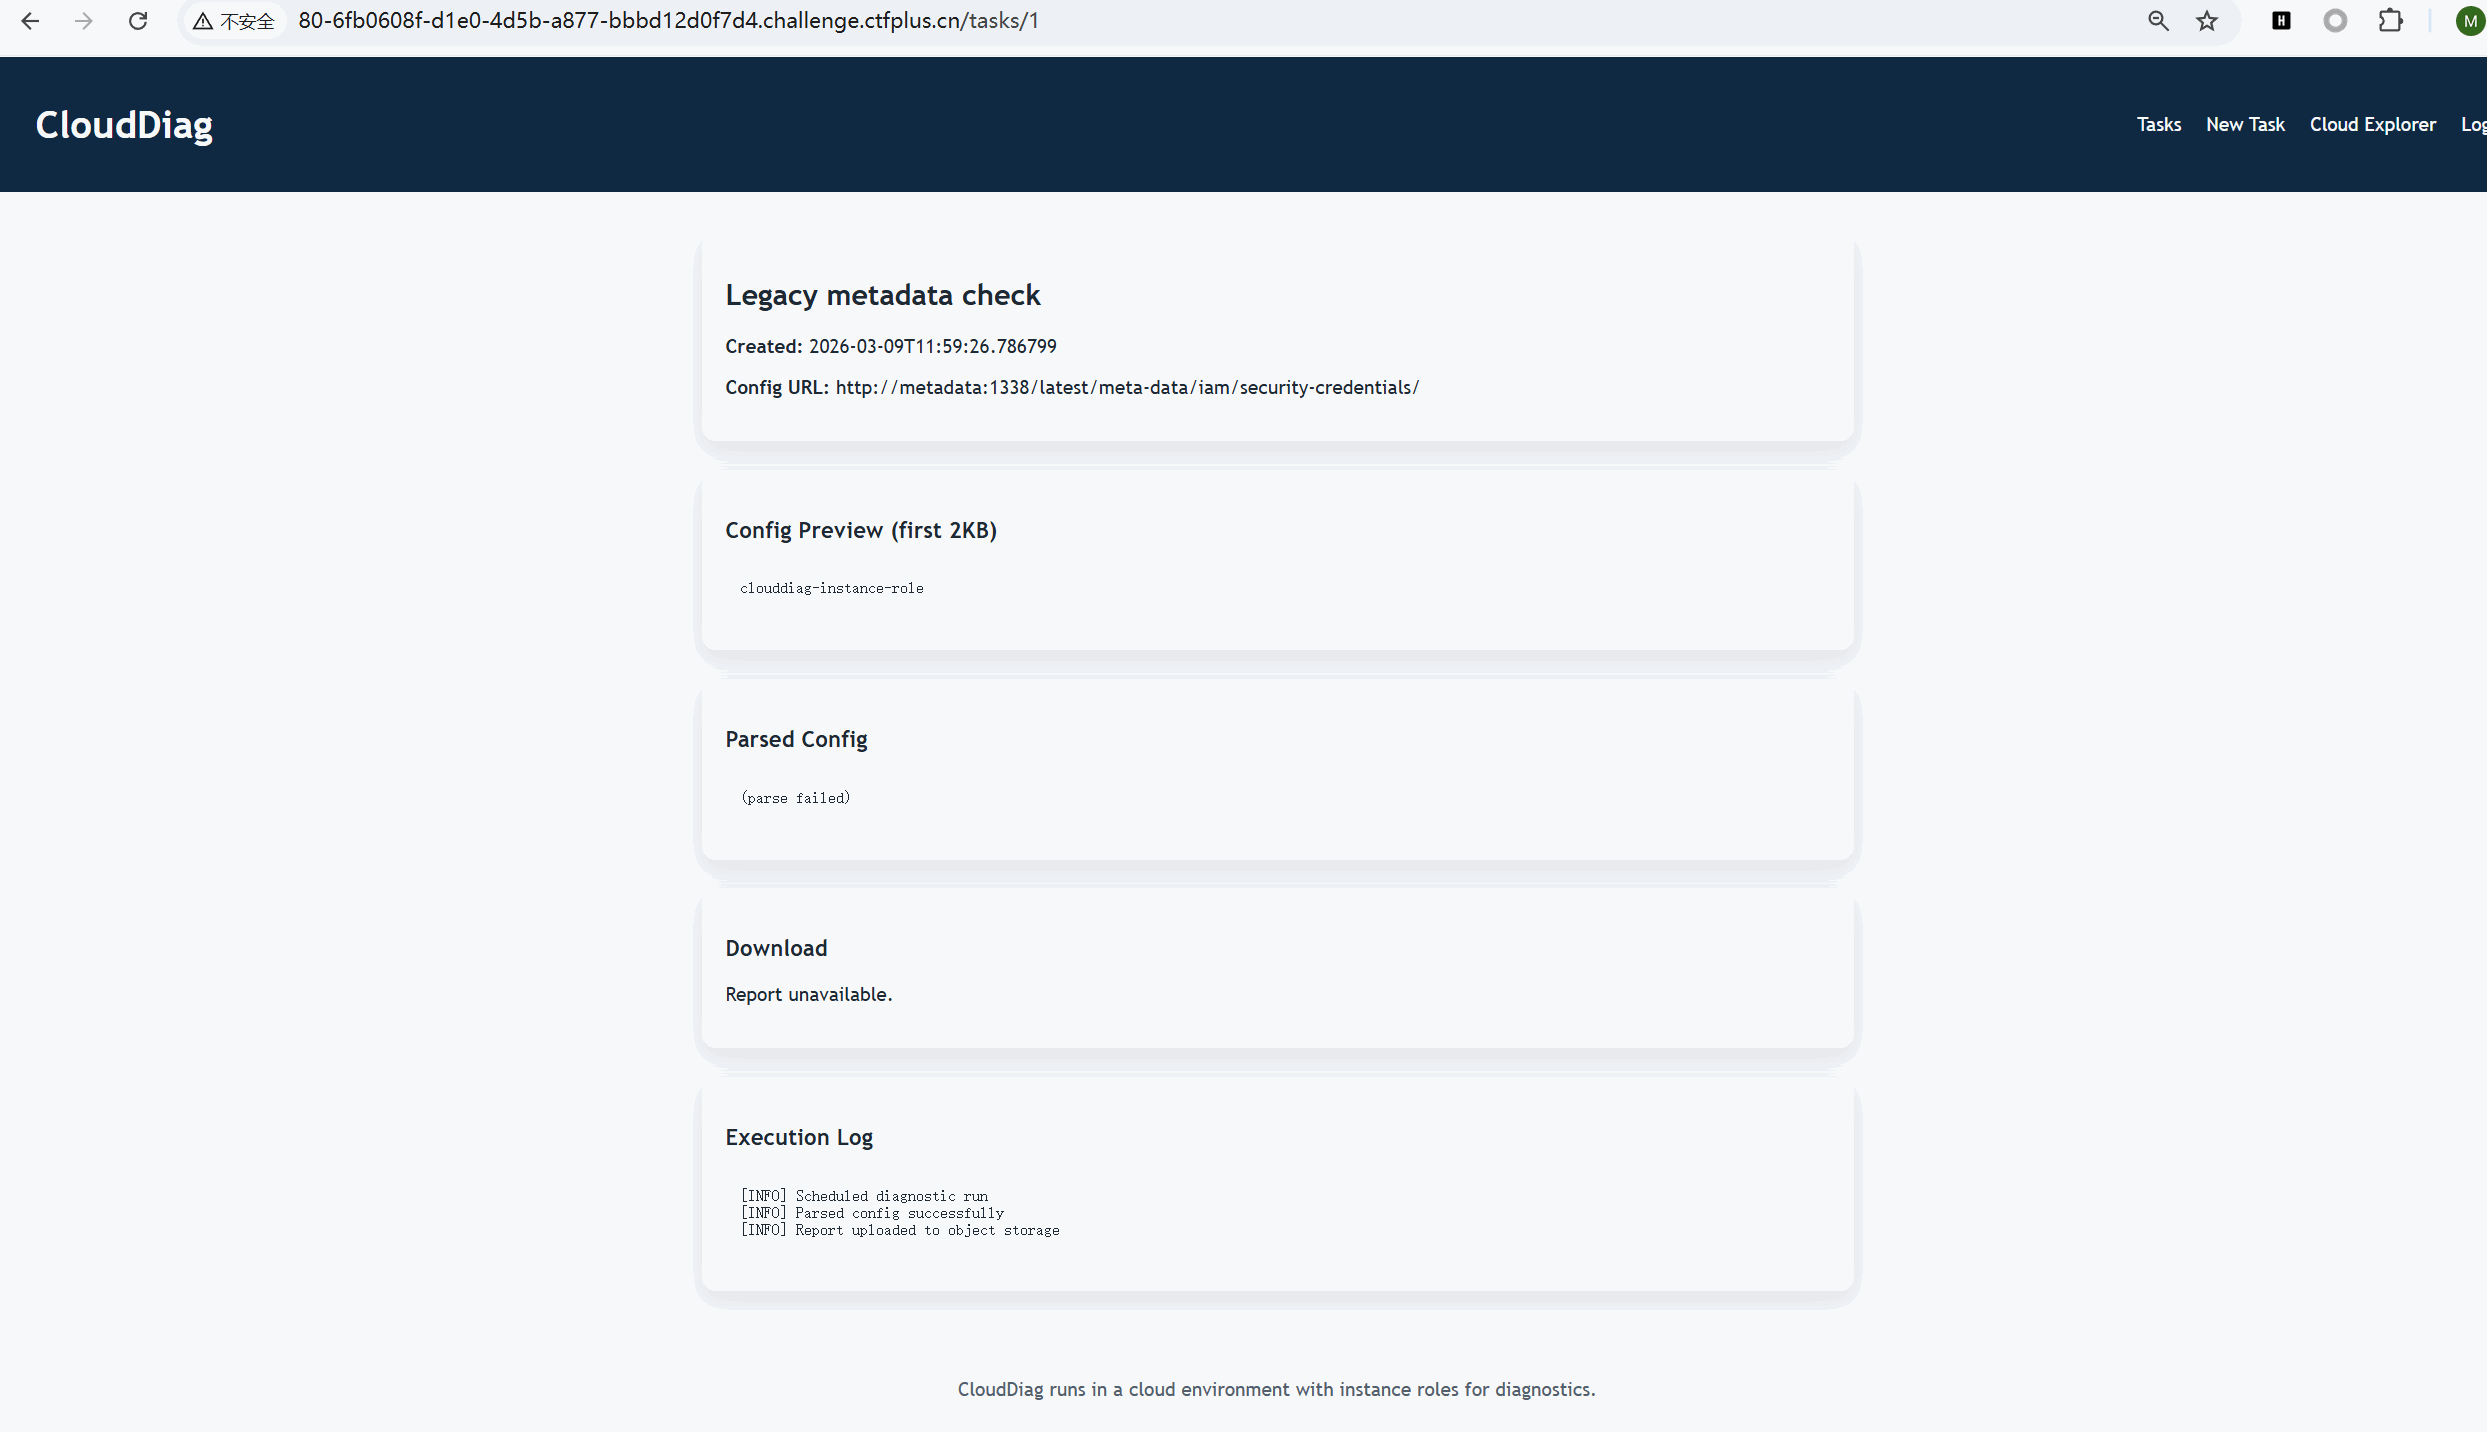 不安全
80-6fb0608f-d1e0-4d5b-a877-bbbd12d0f7d4.challenge.ctfplus.cn/tasks/1
H
M
CloudDiag
Tasks New Task Cloud Explorer Log
Legacy metadata check
Created: 2026-03-09T11:59:26.786799
Config URL: http://metadata:1338/latest/meta-data/iam/security-credentials/
Config Preview (first 2KB)
clouddiag-instance-role
Parsed Config
(parse failed)
Download
Report unavailable.
Execution Log
[INFO] Scheduled diagnostic run
[INFO] Parsed config successfully
[INFO] Report uploaded to object storage
CloudDiag runs in a cloud environment with instance roles for diagnostics.